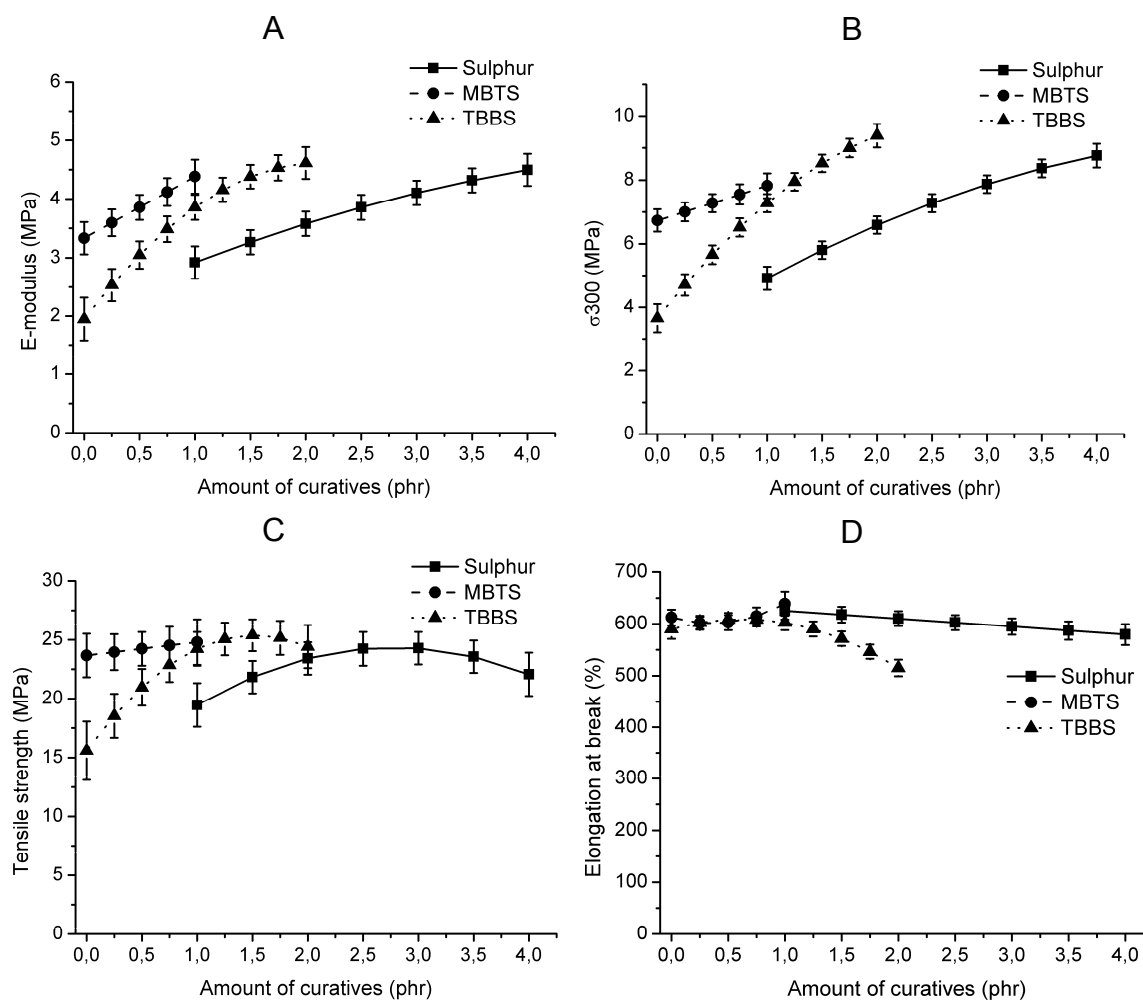 A
Sulphur
MBTS
TBBS
6
5
4
3
2
1
0
E-modulus (MPa)
0,0 0,5 1,0 1,5 2,0 2,5 3,0 3,5 4,0
Amount of curatives (phr)
B
Sulphur
MBTS
TBBS
10
8
6
4
2
0
σ300 (MPa)
0,0 0,5 1,0 1,5 2,0 2,5 3,0 3,5 4,0
Amount of curatives (phr)
C
Sulphur
MBTS
TBBS
30
25
20
15
10
5
0
Tensile strength (MPa)
0,0 0,5 1,0 1,5 2,0 2,5 3,0 3,5 4,0
Amount of curatives (phr)
D
700
600
500
400
300
200
100
0
Elongation at break (%)
Sulphur
MBTS
TBBS
0,0 0,5 1,0 1,5 2,0 2,5 3,0 3,5 4,0
Amount of curatives (phr)